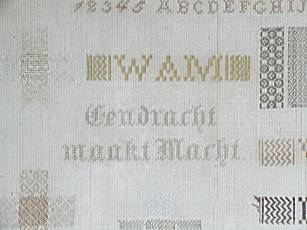 12345 ABCDEFGHI
WAM
Eendracht
maakt Macht.